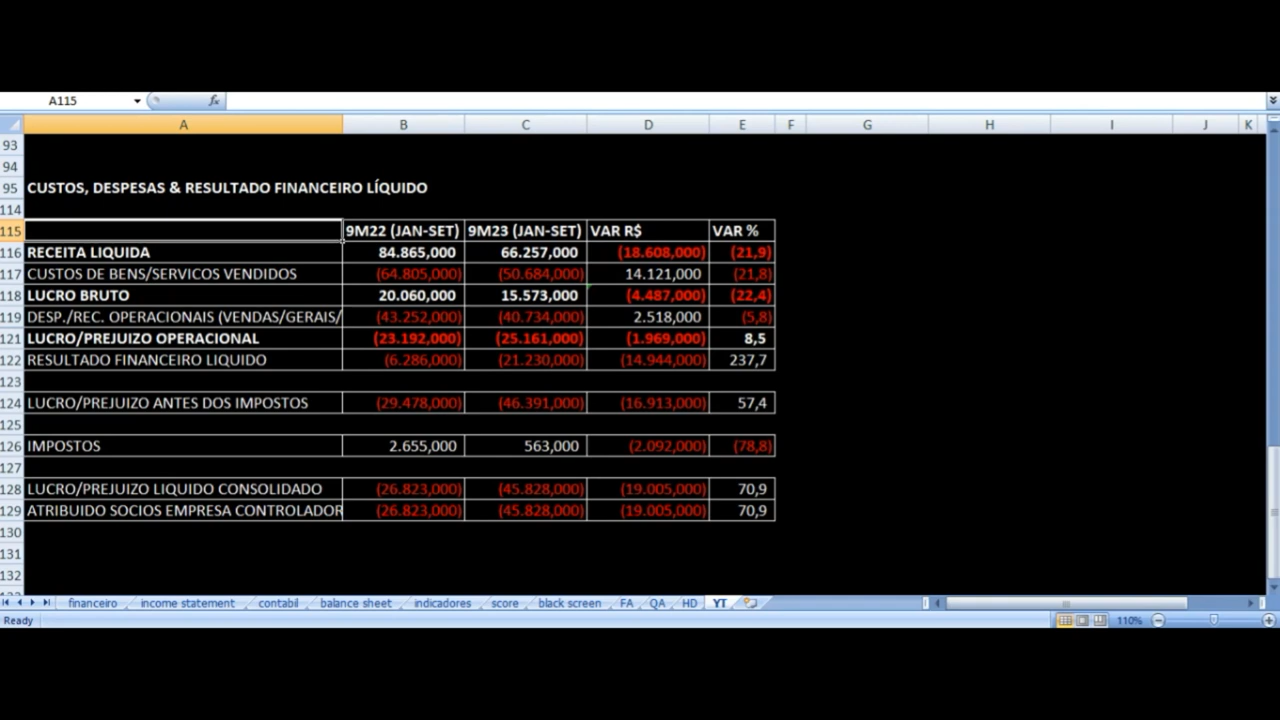 A115 fx
A B C D E F G H I J K
93
94
95 CUSTOS, DESPESAS & RESULTADO FINANCEIRO LÍQUIDO
114
115 9M22 (JAN-SET) 9M23 (JAN-SET) VAR R$ VAR %
116 RECEITA LIQUIDA 84.865,000 66.257,000 (18.608,000) (21,9)
117 CUSTOS DE BENS/SERVICOS VENDIDOS (64.805,000) (50.684,000) 14.121,000 (21,8)
118 LUCRO BRUTO 20.060,000 15.573,000 (4.487,000) (22,4)
119 DESP./REC. OPERACIONAIS (VENDAS/GERAIS/ (43.252,000) (40.734,000) 2.518,000 (5,8)
121 LUCRO/PREJUIZO OPERACIONAL (23.192,000) (25.161,000) (1.969,000) 8,5
122 RESULTADO FINANCEIRO LIQUIDO (6.286,000) (21.230,000) (14.944,000) 237,7
123
124 LUCRO/PREJUIZO ANTES DOS IMPOSTOS (29.478,000) (46.391,000) (16.913,000) 57,4
125
126 IMPOSTOS 2.655,000 563,000 (2.092,000) (78,8)
127
128 LUCRO/PREJUIZO LIQUIDO CONSOLIDADO (26.823,000) (45.828,000) (19.005,000) 70,9
129 ATRIBUIDO SOCIOS EMPRESA CONTROLADOR (26.823,000) (45.828,000) (19.005,000) 70,9
130
131
132
financeiro income statement contabil balance sheet indicadores score black screen FA QA HD YT
Ready 110%